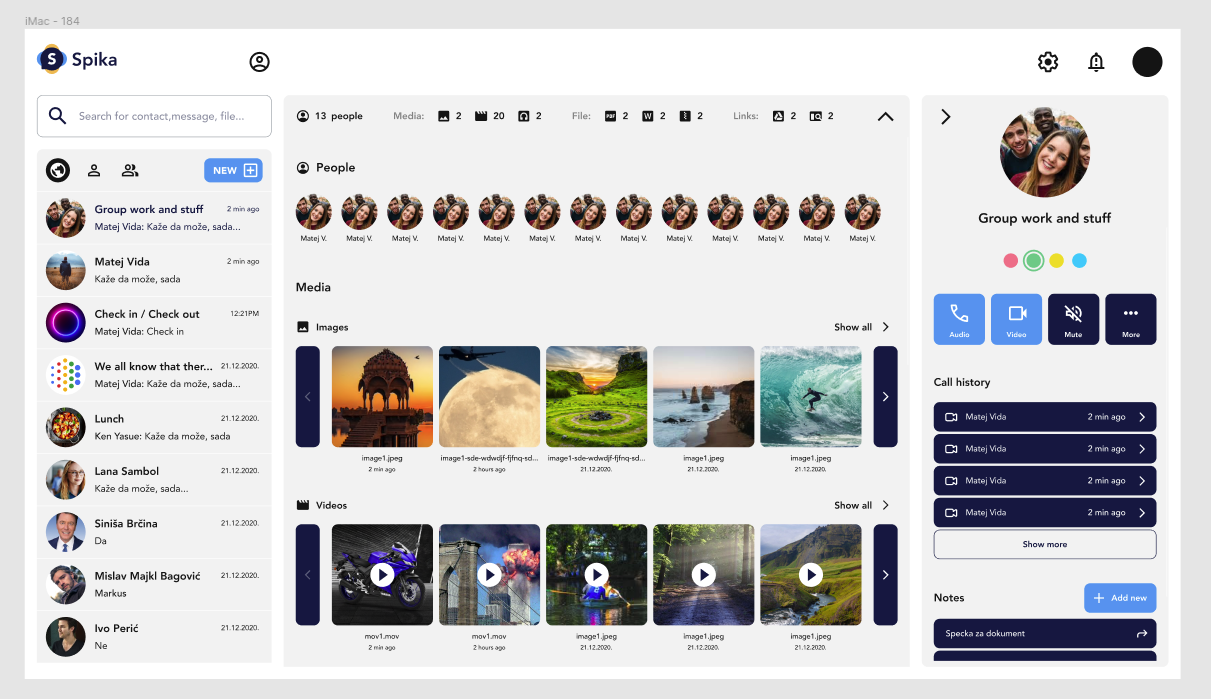 iMac - 184
S Spika
Search for contact,message, file...
NEW
Group work and stuff 2 min ago
Matej Vida: Kaže da može, sada...
Matej Vida 2 min ago
Kaže da može, sada
Check in / Check out 12:21PM
Matej Vida: Check in
We all know that ther... 21.12.2020.
Matej Vida: Kaže da može, sada...
Lunch 21.12.2020.
Ken Yasue: Kaže da može, sada
Lana Sambol 21.12.2020.
Kaže da može, sada...
Siniša Brčina 21.12.2020.
Da
Mislav Majkl Bagović 21.12.2020.
Markus
Ivo Perić 21.12.2020.
Ne
13 people Media: 2 20 2 File: PDF 2 W 2 2 Links: 2 2
People
Matej V. Matej V. Matej V. Matej V. Matej V. Matej V. Matej V. Matej V. Matej V. Matej V. Matej V. Matej V. Matej V.
Media
Images Show all
image1.jpeg image1-sde-wdwdjf-fjfnq-sd... image1-sde-wdwdjf-fjfnq-sd... image1.jpeg image1.jpeg
2 min ago 2 hours ago 21.12.2020. 21.12.2020. 21.12.2020.
Videos Show all
mov1.mov mov1.mov image1.jpeg image1.jpeg image1.jpeg
2 min ago 2 hours ago 21.12.2020. 21.12.2020. 21.12.2020.
Group work and stuff
Audio Video Mute More
Call history
Matej Vida 2 min ago
Matej Vida 2 min ago
Matej Vida 2 min ago
Matej Vida 2 min ago
Show more
Notes Add new
Specka za dokument